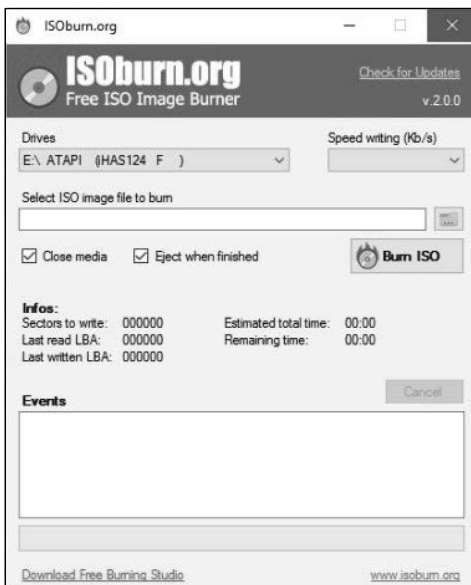 ISOburn.org
ISOburn.org
Free ISO Image Burner
Check for Updates
v.2.0.0
Drives
Speed writing (Kb/s)
E:\ ATAPI (iHAS124 F )
Select ISO image file to burn
Close media
Eject when finished
Burn ISO
Infos:
Sectors to write: 000000
Estimated total time: 00:00
Last read LBA: 000000
Remaining time: 00:00
Last written LBA: 000000
Cancel
Events
Download Free Burning Studio
www.isoburn.org